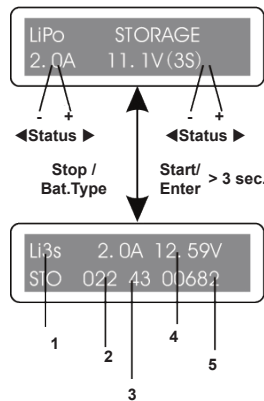 LiPo STORAGE
2.0A 11.1V(3S)
- + - +
◀Status ▶ ◀Status ▶
Stop / Bat.Type
Start/ Enter > 3 sec.
Li3s 2.0A 12.59V
STO 022 43 00682
1 2 3 4 5